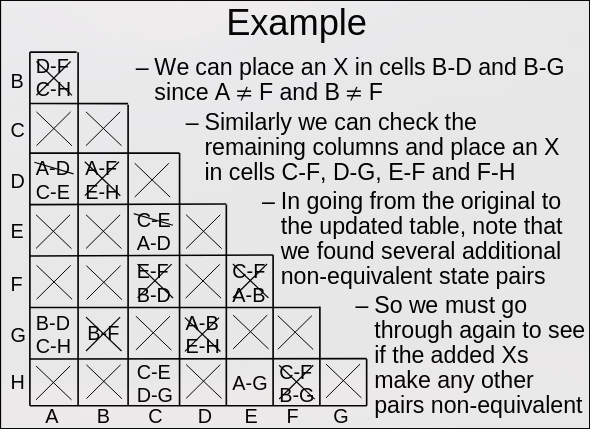 Example
– We can place an X in cells B-D and B-G
since A ≠ F and B ≠ F
– Similarly we can check the
remaining columns and place an X
in cells C-F, D-G, E-F and F-H
– In going from the original to
the updated table, note that
we found several additional
non-equivalent state pairs
– So we must go
through again to see
if the added Xs
make any other
pairs non-equivalent
B D-F
C-H
C
D A-D A-F
C-E E-H
E C-E
A-D
F E-F C-F
B-D A-B
G B-D B-F A-B
C-H E-H
H C-E A-G C-F
D-G B-G
A B C D E F G